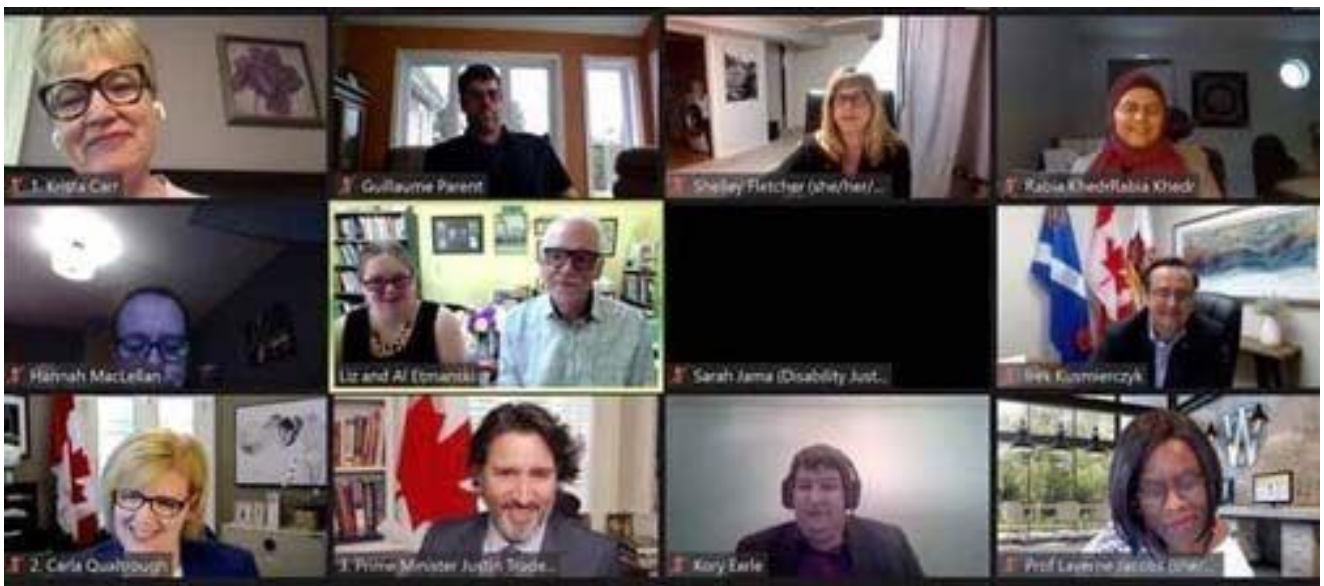 1. Krista Carr
Guillaume Parent
Shelley Fletcher (she/her/...
Rabia KhedrRabia Khedr
Hannah MacLellan
Liz and Al Etmanski
Sarah Jama (Disability Just...
Irek Kusmierczyk
2. Carla Qualtrough
3. Prime Minister Justin Trude...
Kory Earle
Prof Laverne Jacobs (she/...
W